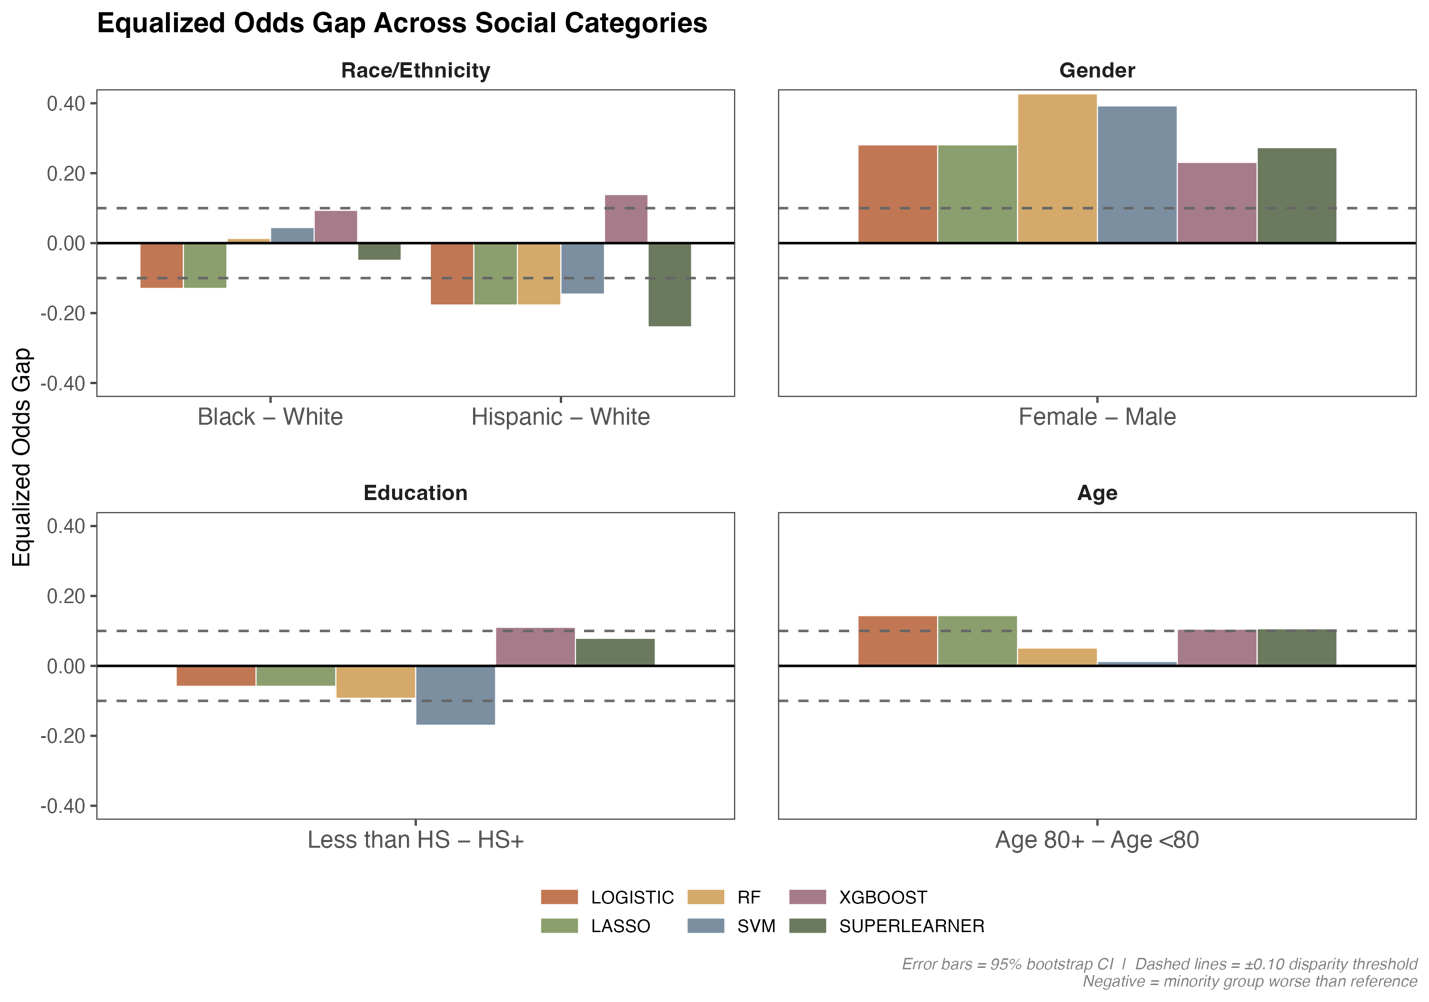 Equalized Odds Gap Across Social Categories
Race/Ethnicity
Gender
Equalized Odds Gap
0.40
0.20
0.00
-0.20
-0.40
Black – White
Hispanic – White
Female – Male
Education
Age
0.40
0.20
0.00
-0.20
-0.40
Less than HS – HS+
Age 80+ – Age <80
LOGISTIC
RF
XGBOOST
LASSO
SVM
SUPERLEARNER
Error bars = 95% bootstrap CI | Dashed lines = ±0.10 disparity threshold
Negative = minority group worse than reference